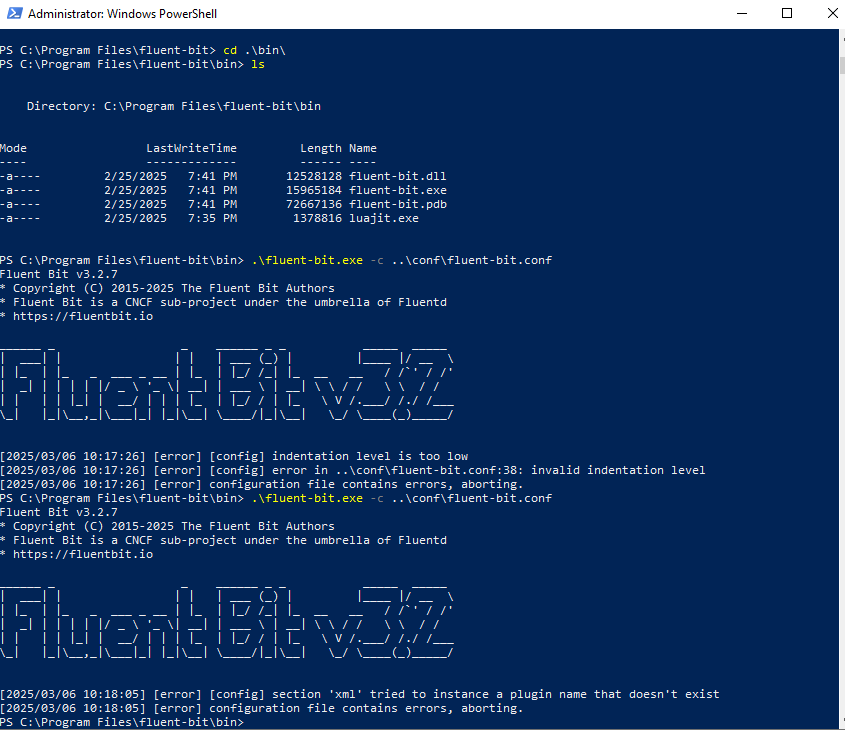 Administrator: Windows PowerShell
PS C:\Program Files\fluent-bit> cd .\bin\
PS C:\Program Files\fluent-bit\bin> ls
Directory: C:\Program Files\fluent-bit\bin
Mode                 LastWriteTime         Length Name
----                 -------------         ------ ----
-a----         2/25/2025   7:41 PM       12528128 fluent-bit.dll
-a----         2/25/2025   7:41 PM       15965184 fluent-bit.exe
-a----         2/25/2025   7:41 PM       72667136 fluent-bit.pdb
-a----         2/25/2025   7:35 PM        1378816 luajit.exe
PS C:\Program Files\fluent-bit\bin> .\fluent-bit.exe -c ..\conf\fluent-bit.conf
Fluent Bit v3.2.7
* Copyright (C) 2015-2025 The Fluent Bit Authors
* Fluent Bit is a CNCF sub-project under the umbrella of Fluentd
* https://fluentbit.io
Fluent Bit v3.2
[2025/03/06 10:17:26] [error] [config] indentation level is too low
[2025/03/06 10:17:26] [error] [config] error in ..\conf\fluent-bit.conf:38: invalid indentation level
[2025/03/06 10:17:26] [error] configuration file contains errors, aborting.
PS C:\Program Files\fluent-bit\bin> .\fluent-bit.exe -c ..\conf\fluent-bit.conf
Fluent Bit v3.2.7
* Copyright (C) 2015-2025 The Fluent Bit Authors
* Fluent Bit is a CNCF sub-project under the umbrella of Fluentd
* https://fluentbit.io
Fluent Bit v3.2
[2025/03/06 10:18:05] [error] [config] section 'xml' tried to instance a plugin name that doesn't exist
[2025/03/06 10:18:05] [error] configuration file contains errors, aborting.
PS C:\Program Files\fluent-bit\bin>